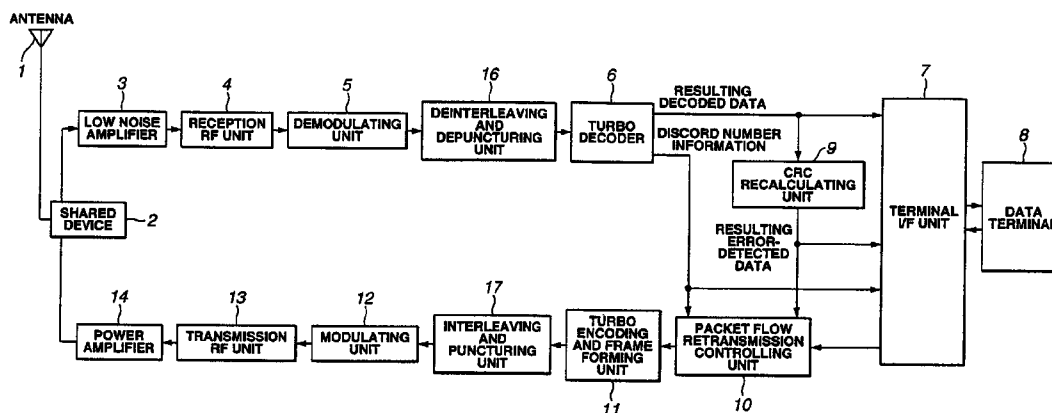 ANTENNA
1
3
LOW NOISE
AMPLIFIER
4
RECEPTION
RF UNIT
5
DEMODULATING
UNIT
16
DEINTERLEAVING
AND
DEPUNCTURING
UNIT
6
TURBO
DECODER
RESULTING
DECODED DATA
DISCORD NUMBER
INFORMATION
9
CRC
RECALCULATING
UNIT
RESULTING
ERROR-
DETECTED
DATA
7
TERMINAL
I/F UNIT
8
DATA
TERMINAL
SHARED
DEVICE
2
14
POWER
AMPLIFIER
13
TRANSMISSION
RF UNIT
12
MODULATING
UNIT
17
INTERLEAVING
AND
PUNCTURING
UNIT
TURBO
ENCODING
AND FRAME
FORMING
UNIT
11
PACKET FLOW
RETRANSMISSION
CONTROLLING
UNIT
10